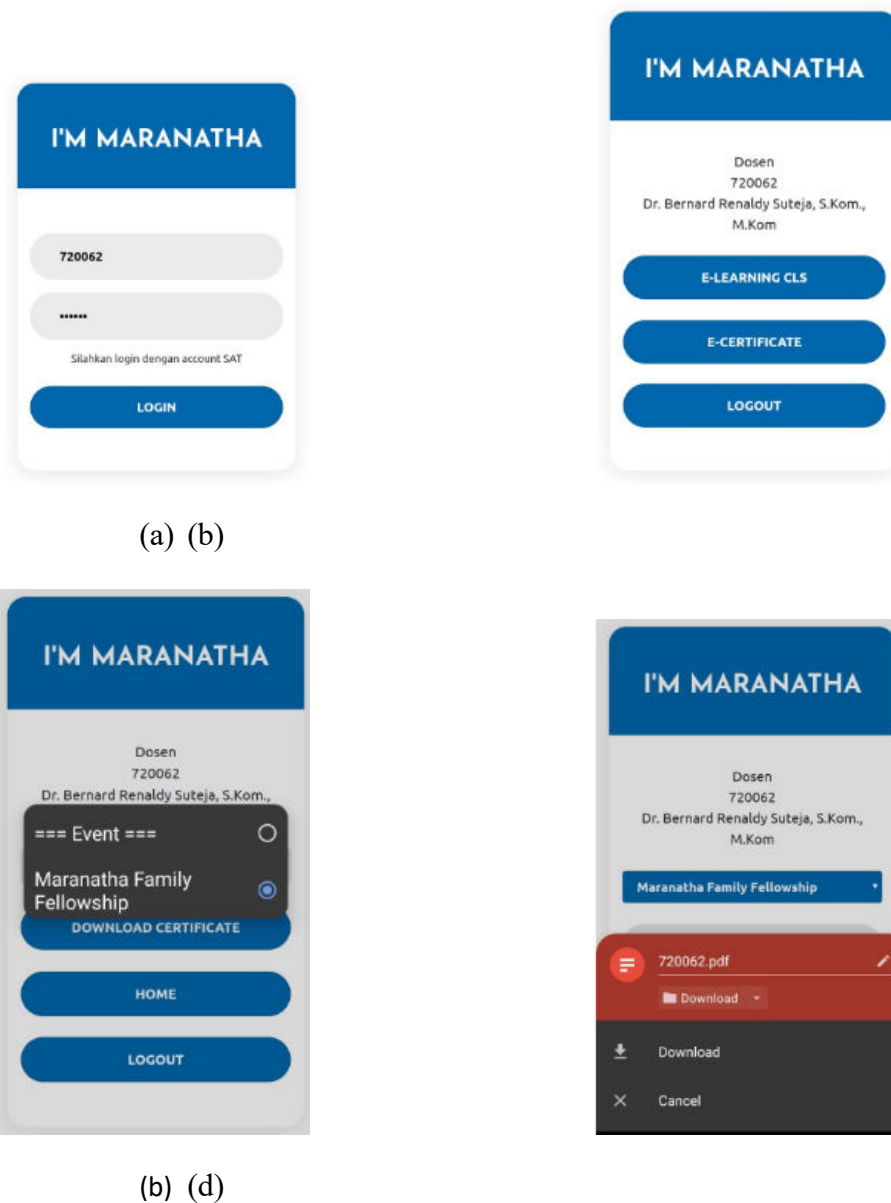 I'M MARANATHA
720062
••••••
Silahkan login dengan account SAT
LOGIN
I'M MARANATHA
Dosen
720062
Dr. Bernard Renaldy Suteja, S.Kom.,
M.Kom
E-LEARNING CLS
E-CERTIFICATE
LOGOUT
(a) (b)
I'M MARANATHA
Dosen
720062
Dr. Bernard Renaldy Suteja, S.Kom.,
=== Event ===
Maranatha Family
Fellowship
DOWNLOAD CERTIFICATE
HOME
LOGOUT
I'M MARANATHA
Dosen
720062
Dr. Bernard Renaldy Suteja, S.Kom.,
M.Kom
Maranatha Family Fellowship
720062.pdf
Download
Download
Cancel
(b) (d)